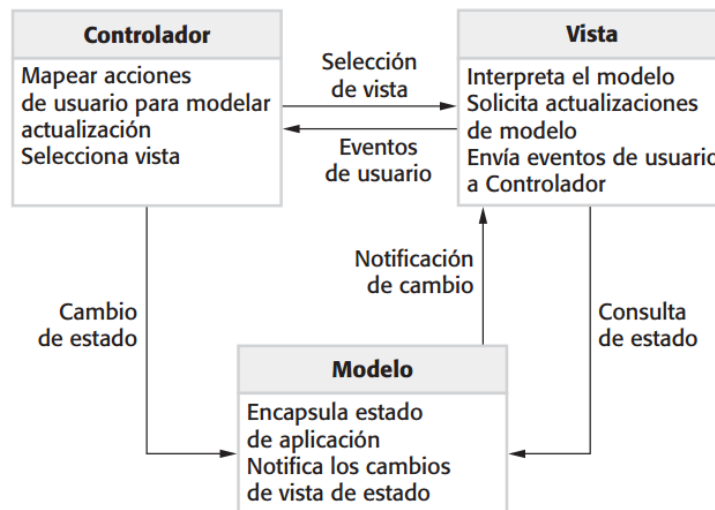 Controlador
Mapear acciones
de usuario para modelar
actualización
Selecciona vista
Selección
de vista
Eventos
de usuario
Vista
Interpreta el modelo
Solicita actualizaciones
de modelo
Envía eventos de usuario
a Controlador
Cambio
de estado
Notificación
de cambio
Consulta
de estado
Modelo
Encapsula estado
de aplicación
Notifica los cambios
de vista de estado